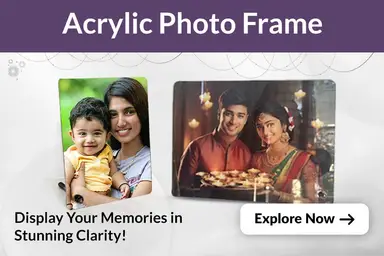 Acrylic Photo Frame
Display Your Memories in
Stunning Clarity!
Explore Now →